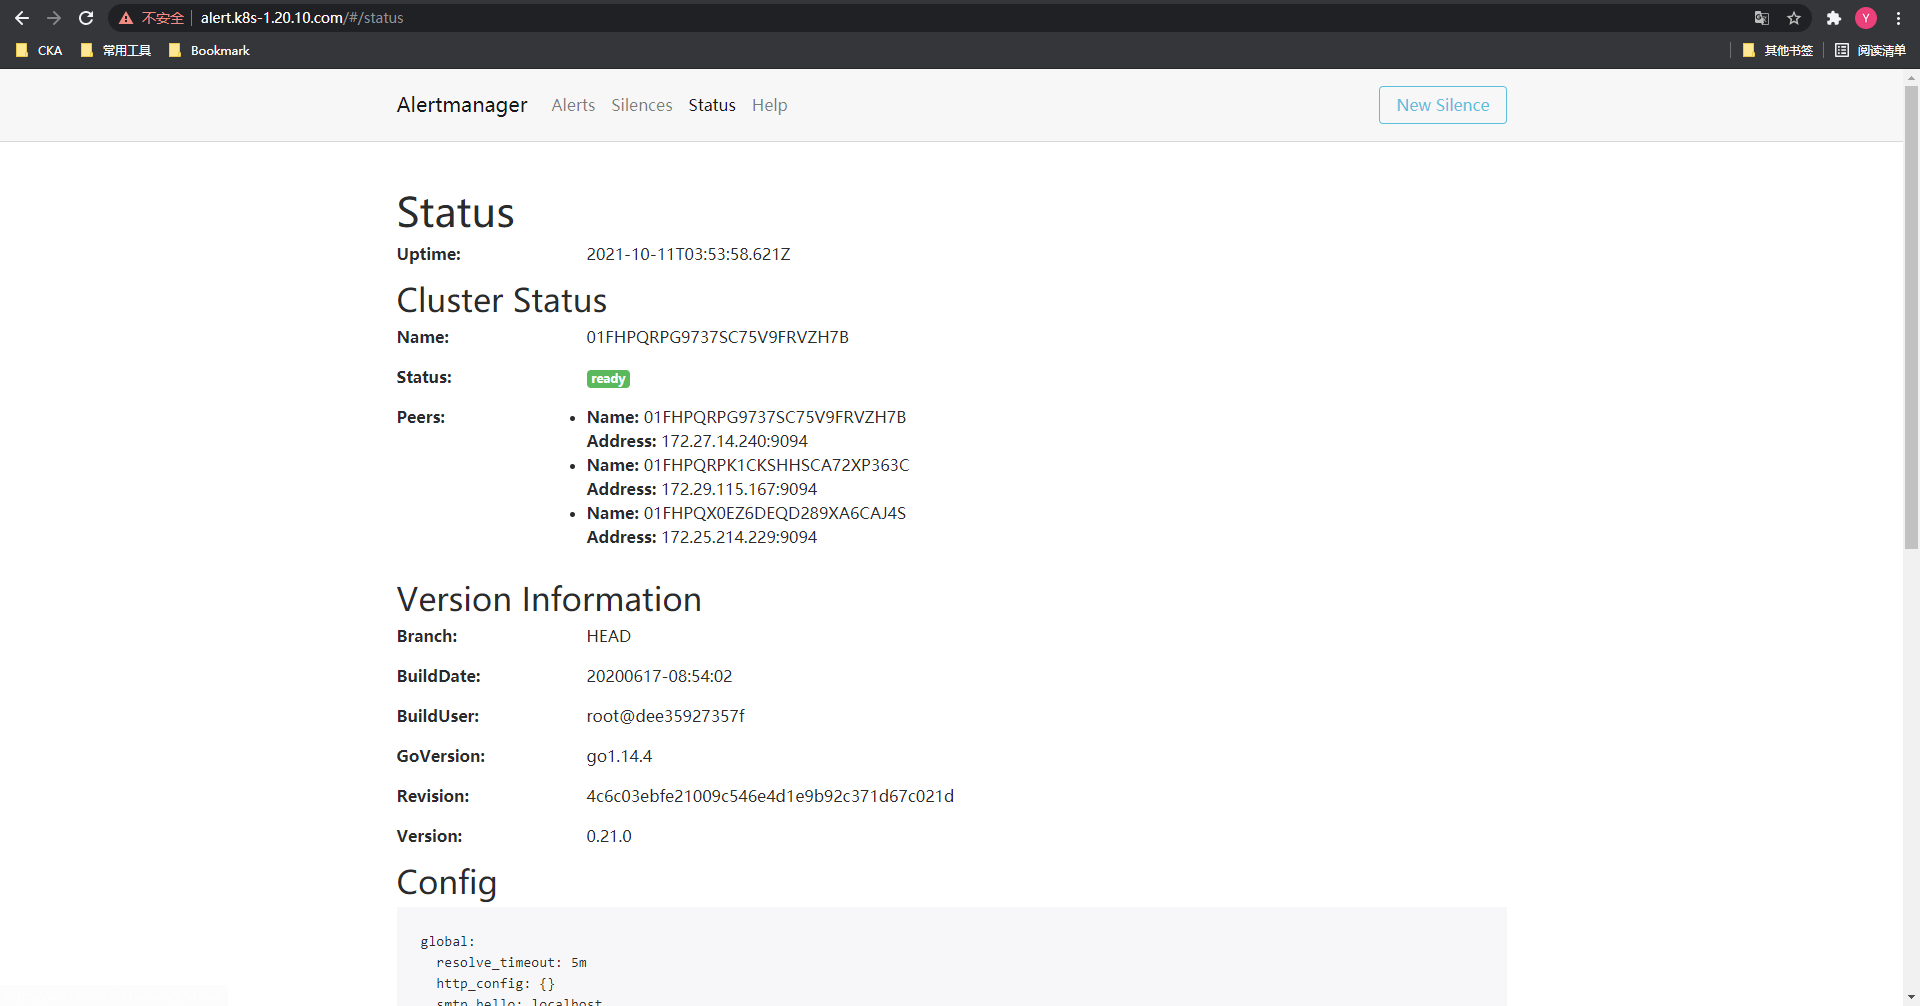 不安全 alert.k8s-1.20.10.com/#/status Y
CKA 常用工具 Bookmark 其他书签 阅读清单
Alertmanager Alerts Silences Status Help New Silence
Status
Uptime: 2021-10-11T03:53:58.621Z
Cluster Status
Name: 01FHPQRPG9737SC75V9FRVZH7B
Status: ready
Peers: • Name: 01FHPQRPG9737SC75V9FRVZH7B
Address: 172.27.14.240:9094
• Name: 01FHPQRPK1CKSHHSCA72XP363C
Address: 172.29.115.167:9094
• Name: 01FHPQX0EZ6DEQD289XA6CAJ4S
Address: 172.25.214.229:9094
Version Information
Branch: HEAD
BuildDate: 20200617-08:54:02
BuildUser: root@dee35927357f
GoVersion: go1.14.4
Revision: 4c6c03ebfe21009c546e4d1e9b92c371d67c021d
Version: 0.21.0
Config
global:
resolve_timeout: 5m
http_config: {}
smtp_hello: localhost